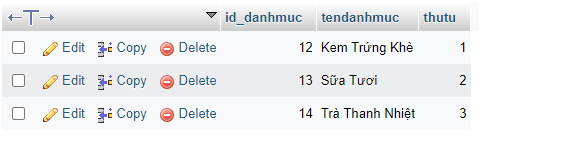 id_danhmuc tendanhmuc thutu
Edit Copy Delete 12 Kem Trứng Khè 1
Edit Copy Delete 13 Sữa Tươi 2
Edit Copy Delete 14 Trà Thanh Nhiệt 3